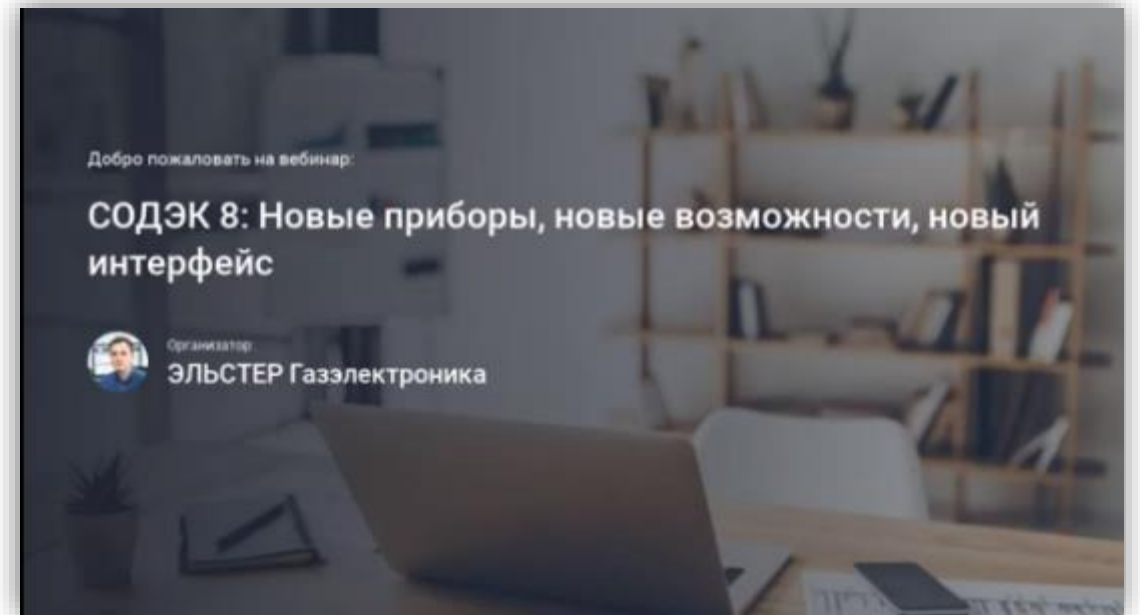 Добро пожаловать на вебинар:
СОДЭК 8: Новые приборы, новые возможности, новый
интерфейс
Организатор:
ЭЛЬСТЕР Газэлектроника